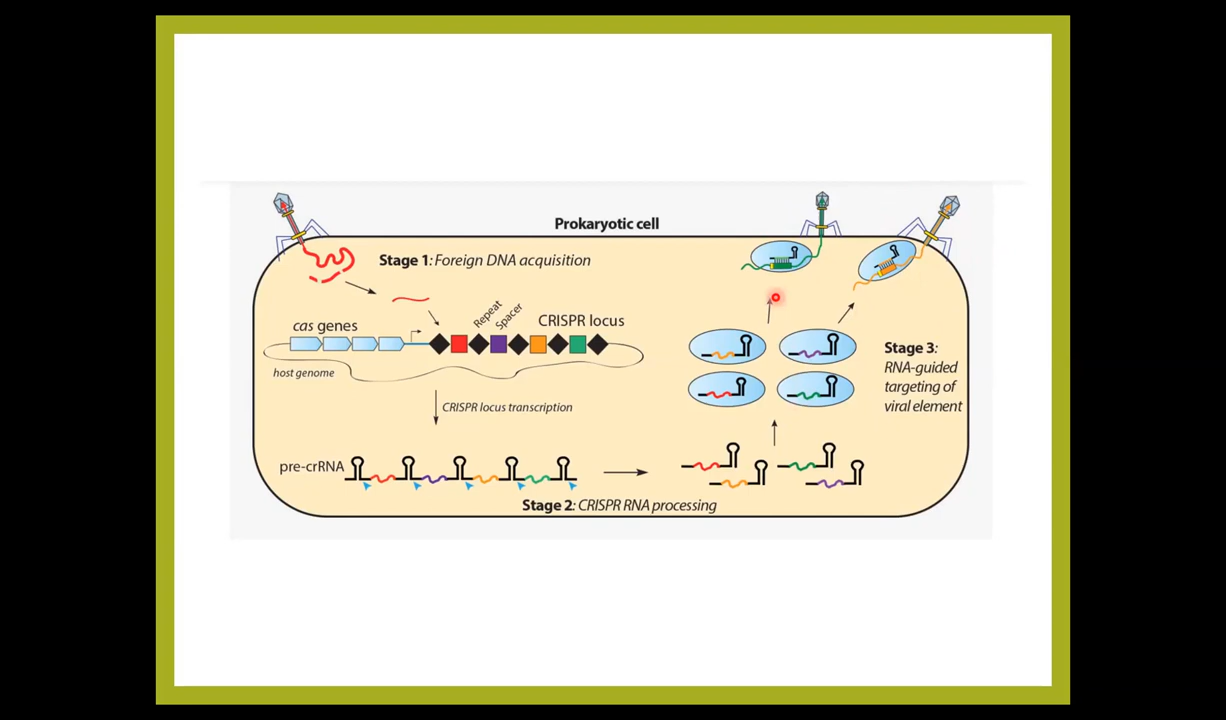 Prokaryotic cell
Stage 1: Foreign DNA acquisition
Repeat
Spacer
CRISPR locus
cas genes
host genome
CRISPR locus transcription
Stage 3:
RNA-guided
targeting of
viral element
pre-crRNA
Stage 2: CRISPR RNA processing